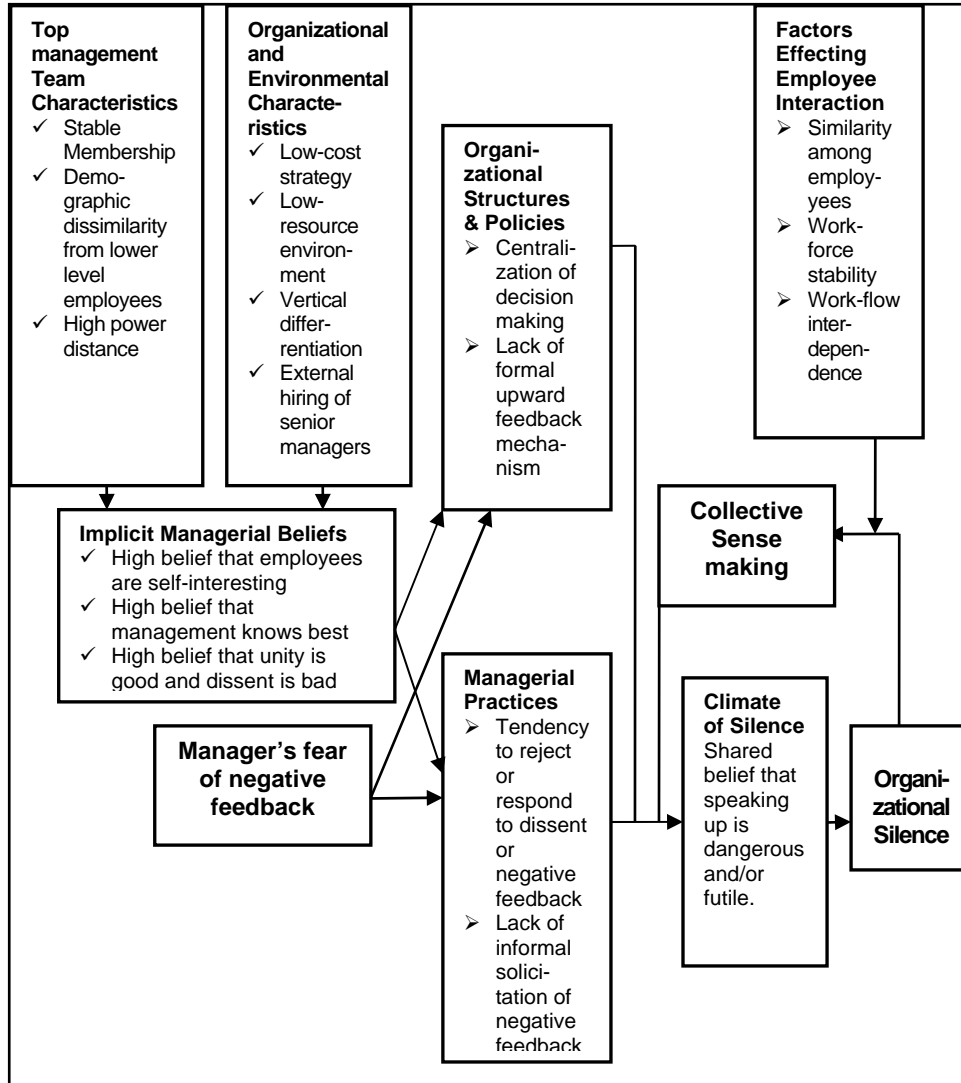 Top
management
Team
Characteristics
✓ Stable
Membership
✓ Demo-
graphic
dissimilarity
from lower
level
employees
✓ High power
distance
Organizational
and
Environmental
Characte-
ristics
✓ Low-cost
strategy
✓ Low-
resource
environ-
ment
✓ Vertical
differ-
rentiation
✓ External
hiring of
senior
managers
Organi-
zational
Structures
& Policies
➢ Centrali-
zation of
decision
making
➢ Lack of
formal
upward
feedback
mecha-
nism
Factors
Effecting
Employee
Interaction
➢ Similarity
among
employ-
yees
➢ Work-
force
stability
➢ Work-flow
inter-
depen-
dence
Implicit Managerial Beliefs
✓ High belief that employees
are self-interesting
✓ High belief that
management knows best
✓ High belief that unity is
good and dissent is bad
Collective
Sense
making
Manager’s fear
of negative
feedback
Managerial
Practices
➢ Tendency
to reject
or
respond
to dissent
or
negative
feedback
➢ Lack of
informal
solici-
tation of
negative
feedback
Climate
of Silence
Shared
belief that
speaking
up is
dangerous
and/or
futile.
Organi-
zational
Silence